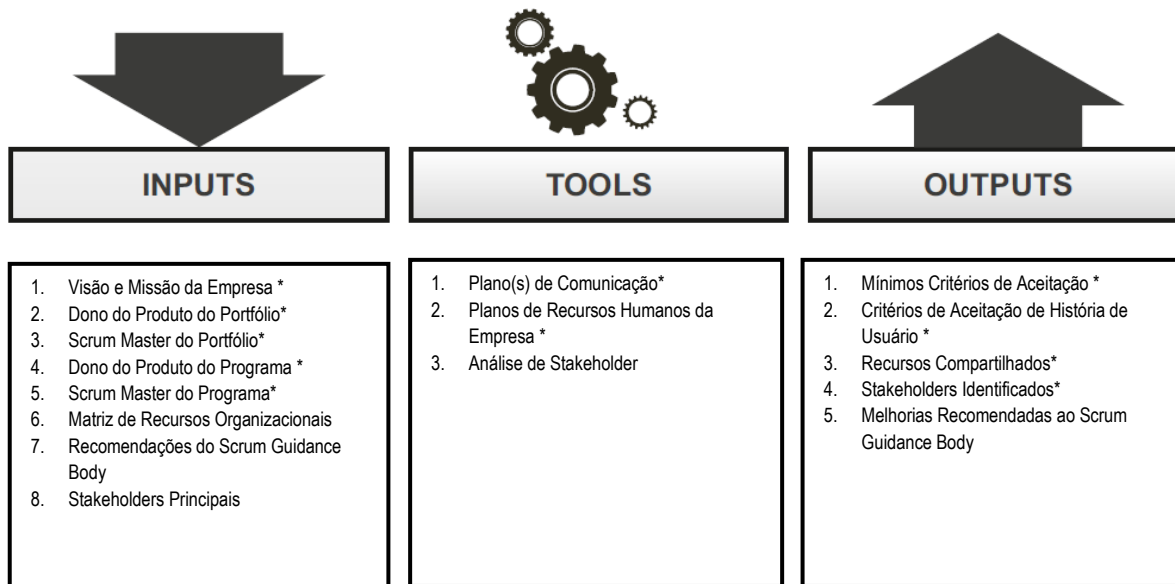 INPUTS
1. Visão e Missão da Empresa *
2. Dono do Produto do Portfólio*
3. Scrum Master do Portfólio*
4. Dono do Produto do Programa *
5. Scrum Master do Programa*
6. Matriz de Recursos Organizacionais
7. Recomendações do Scrum Guidance
Body
8. Stakeholders Principais
TOOLS
1. Plano(s) de Comunicação*
2. Planos de Recursos Humanos da
Empresa *
3. Análise de Stakeholder
OUTPUTS
1. Mínimos Critérios de Aceitação *
2. Critérios de Aceitação de História de
Usuário *
3. Recursos Compartilhados*
4. Stakeholders Identificados*
5. Melhorias Recomendadas ao Scrum
Guidance Body